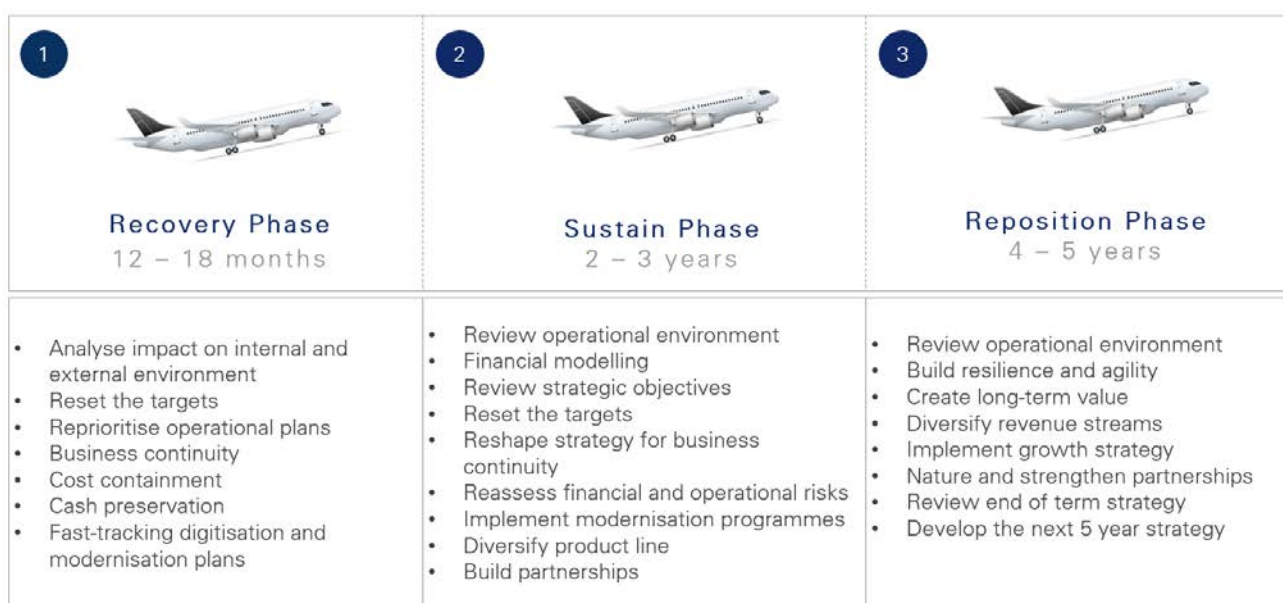 1
Recovery Phase
12 – 18 months
• Analyse impact on internal and
external environment
• Reset the targets
• Reprioritise operational plans
• Business continuity
• Cost containment
• Cash preservation
• Fast-tracking digitisation and
modernisation plans
2
Sustain Phase
2 – 3 years
• Review operational environment
• Financial modelling
• Review strategic objectives
• Reset the targets
• Reshape strategy for business
continuity
• Reassess financial and operational risks
• Implement modernisation programmes
• Diversify product line
• Build partnerships
3
Reposition Phase
4 – 5 years
• Review operational environment
• Build resilience and agility
• Create long-term value
• Diversify revenue streams
• Implement growth strategy
• Nature and strengthen partnerships
• Review end of term strategy
• Develop the next 5 year strategy